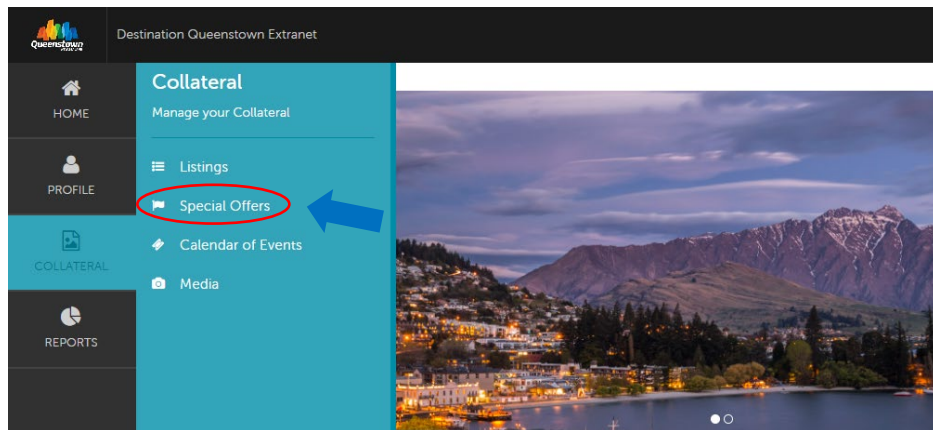 Queenstown
Destination Queenstown Extranet
HOME
PROFILE
COLLATERAL
REPORTS
Collateral
Manage your Collateral
Listings
Special Offers
Calendar of Events
Media